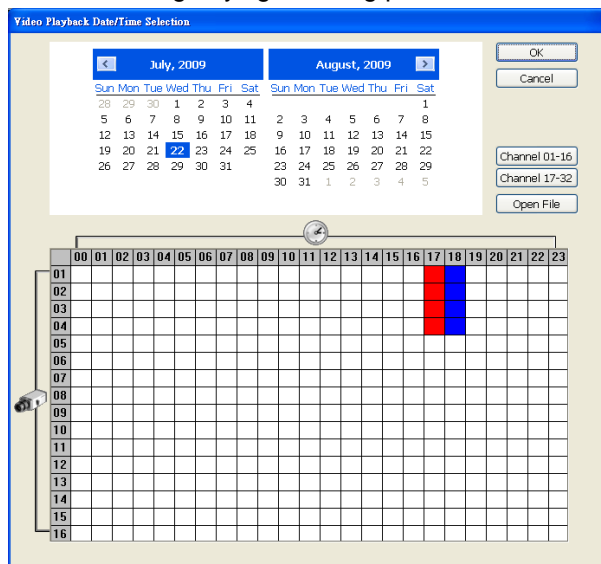 Video Playback Date/Time Selection
July, 2009
Sun Mon Tue Wed Thu Fri Sat
28 29 30 1 2 3 4
5 6 7 8 9 10 11
12 13 14 15 16 17 18
19 20 21 22 23 24 25
26 27 28 29 30 31
August, 2009
Sun Mon Tue Wed Thu Fri Sat
1
2 3 4 5 6 7 8
9 10 11 12 13 14 15
16 17 18 19 20 21 22
23 24 25 26 27 28 29
30 31 1 2 3 4 5
OK
Cancel
Channel 01-16
Channel 17-32
Open File
00 01 02 03 04 05 06 07 08 09 10 11 12 13 14 15 16 17 18 19 20 21 22 23
01
02
03
04
05
06
07
08
09
10
11
12
13
14
15
16